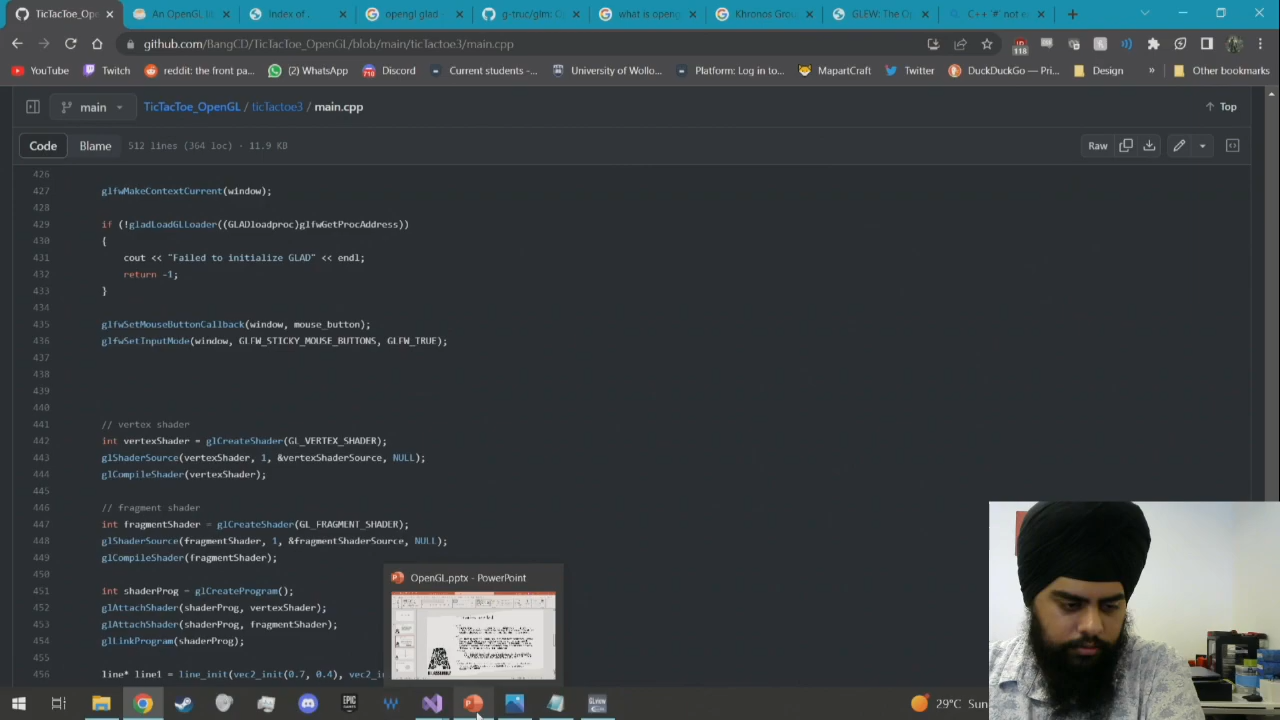 TicTacToe_Op
An OpenGL lib
Index of .
opengl glad
g-truc/glm: G
what is openg
Khronos Grou
GLEW: The Op
C++ '#' not ex
github.com/BangCD/TicTacToe_OpenGL/blob/main/ticTactoe3/main.cpp
118
YouTube
Twitch
reddit: the front pa...
(2) WhatsApp
Discord
Current students -...
University of Wollo...
Platform: Log in to...
MapartCraft
Twitter
DuckDuckGo — Pri...
Design
»
Other bookmarks
main
TicTacToe_OpenGL / ticTactoe3 / main.cpp
Top
Code
Blame
512 lines (364 loc) · 11.9 KB
Raw
426
427 glfwMakeContextCurrent(window);
428
429 if (!gladLoadGLLoader((GLADloadproc)glfwGetProcAddress))
430 {
431 cout << "Failed to initialize GLAD" << endl;
432 return -1;
433 }
434
435 glfwSetMouseButtonCallback(window, mouse_button);
436 glfwSetInputMode(window, GLFW_STICKY_MOUSE_BUTTONS, GLFW_TRUE);
437
438
439
440
441 // vertex shader
442 int vertexShader = glCreateShader(GL_VERTEX_SHADER);
443 glShaderSource(vertexShader, 1, &vertexShaderSource, NULL);
444 glCompileShader(vertexShader);
445
446 // fragment shader
447 int fragmentShader = glCreateShader(GL_FRAGMENT_SHADER);
448 glShaderSource(fragmentShader, 1, &fragmentShaderSource, NULL);
449 glCompileShader(fragmentShader);
450
451 int shaderProg = glCreateProgram();
452 glAttachShader(shaderProg, vertexShader);
453 glAttachShader(shaderProg, fragmentShader);
454 glLinkProgram(shaderProg);
455
456 line* line1 = line_init(vec2_init(0.7, 0.4), vec2_in
OpenGL.pptx - PowerPoint
EPIC
GAMES
29°C Sun